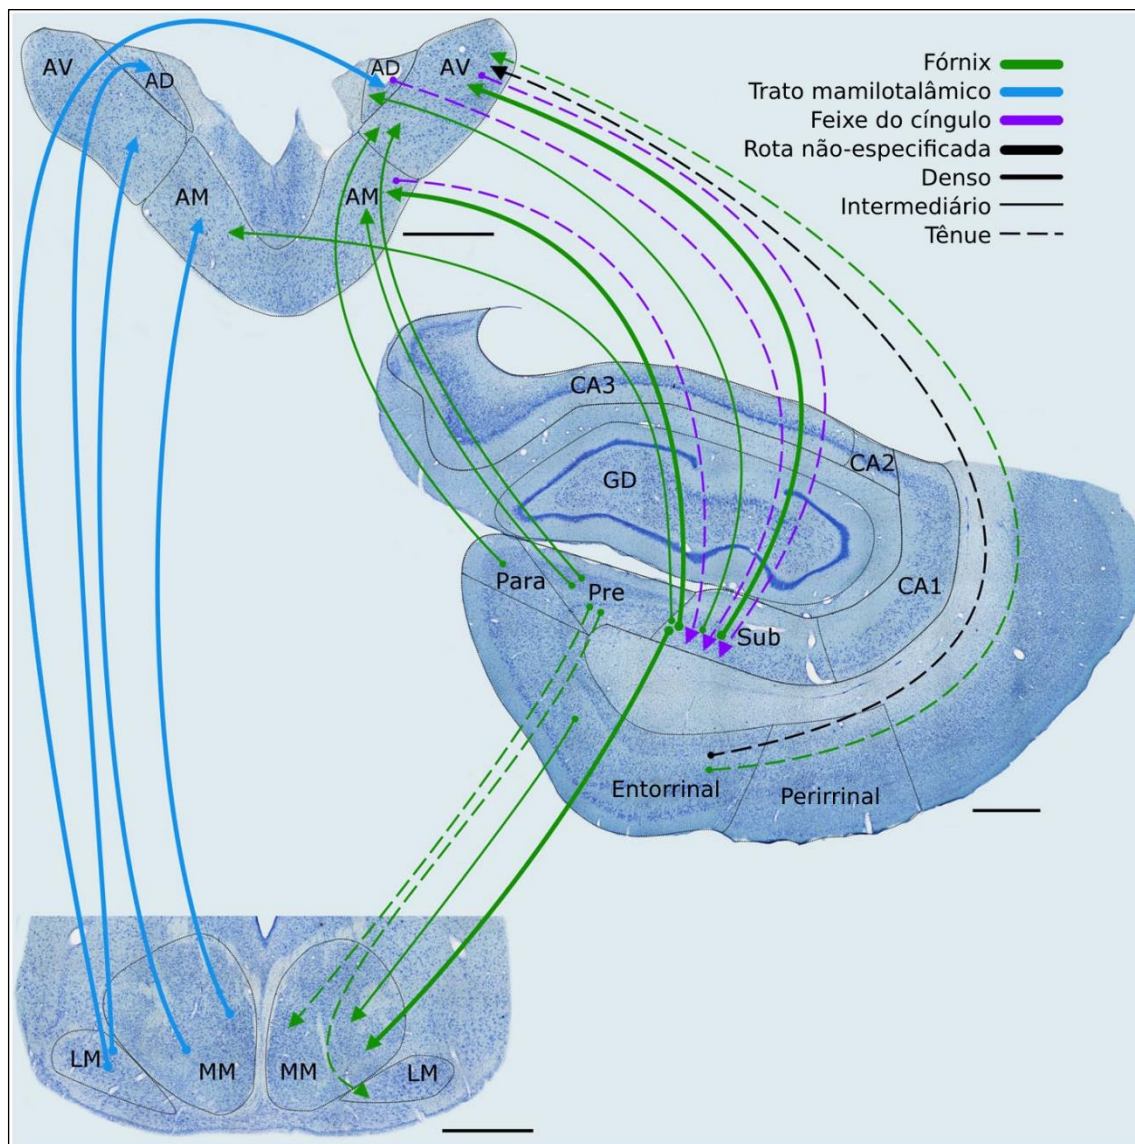 AV
AD
AD
AV
Fórnix
Trato mamilotalâmico
Feixe do cíngulo
Rota não-especificada
Denso
Intermediário
Tênue
AM
AM
CA3
CA2
GD
CA1
Para
Pre
Sub
Entorrinal
Perirrinal
LM
MM
MM
LM